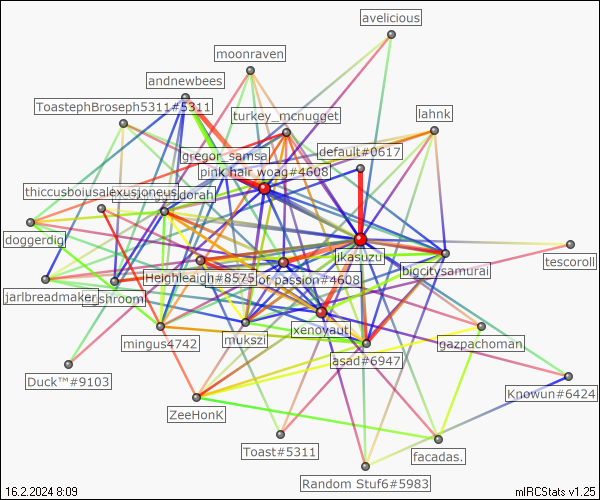 avelicious
moonraven
andnewbees
ToastephBroseph5311#5311
turkey_mcnugget
lahnk
default#0617
gregor_samsa
pink hair woag#4608
thiccusboiusalexusjoneus
dorah
doggerdig
jkasuzu
bigcitysamurai
tescoroll
Heighleaigh#8575
of passion#4608
jarlbreadmaker
shroom
xenoyaut
mingus4742
mukszi
asad#6947
gazpachoman
Duck™#9103
Knowun#6424
ZeeHonK
Toast#5311
facadas.
Random Stuf6#5983
16.2.2024 8:09
mIRCStats v1.25